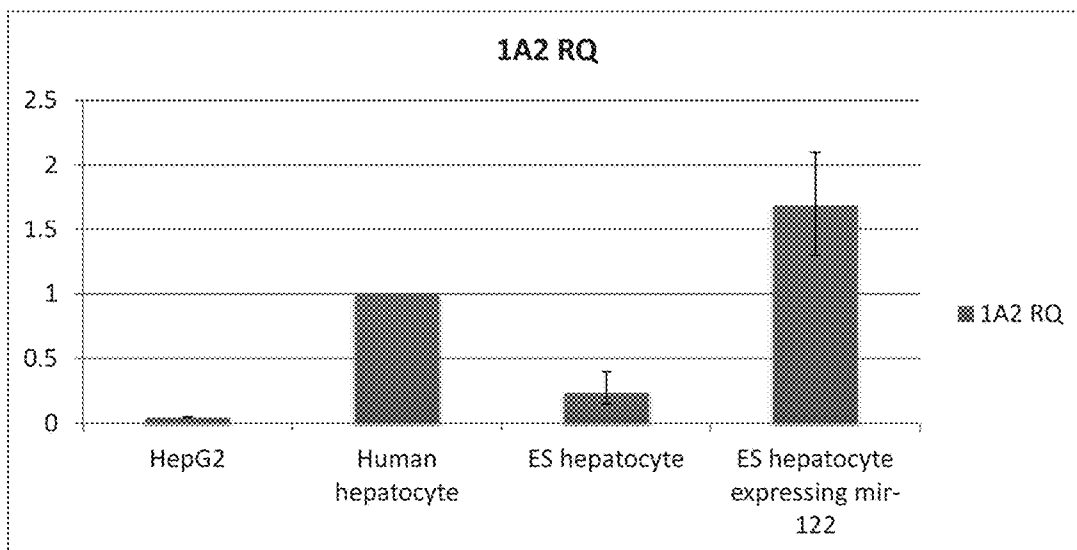 1A2 RQ
2.5
2
1.5
1
0.5
0
HepG2
Human
hepatocyte
ES hepatocyte
ES hepatocyte
expressing mir-
122
1A2 RQ